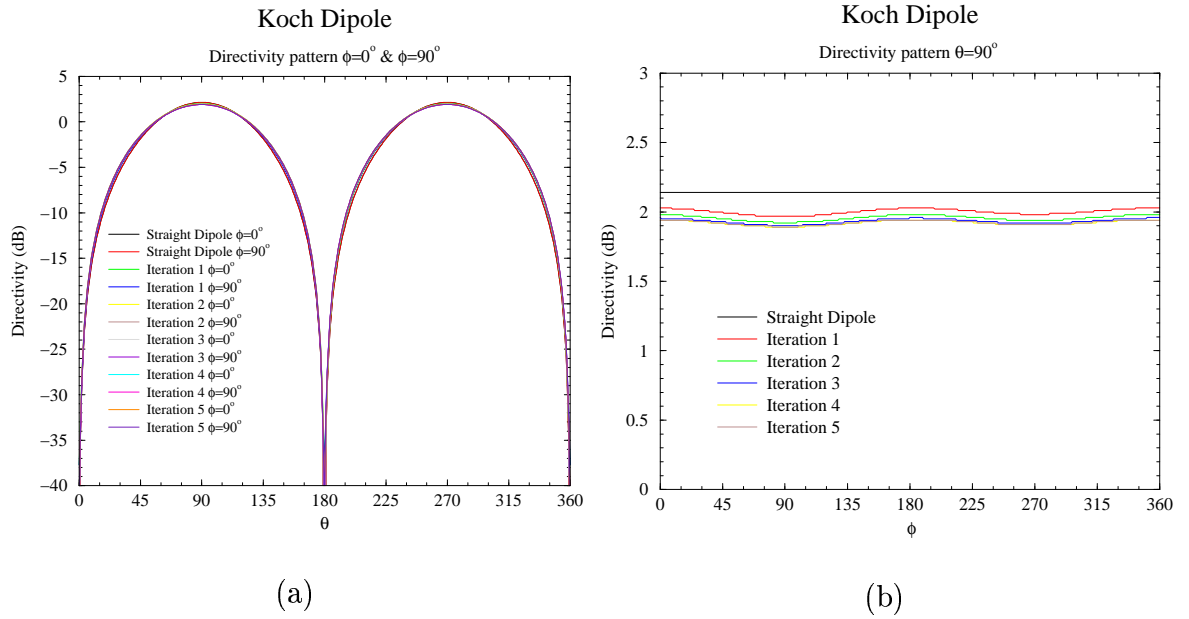 Koch Dipole
Directivity pattern ϕ=0° & ϕ=90°
5
0
−5
−10
−15
−20
−25
−30
−35
−40
Directivity (dB)
Straight Dipole ϕ=0°
Straight Dipole ϕ=90°
Iteration 1 ϕ=0°
Iteration 1 ϕ=90°
Iteration 2 ϕ=0°
Iteration 2 ϕ=90°
Iteration 3 ϕ=0°
Iteration 3 ϕ=90°
Iteration 4 ϕ=0°
Iteration 4 ϕ=90°
Iteration 5 ϕ=0°
Iteration 5 ϕ=90°
0 45 90 135 180 225 270 315 360
θ
(a)
Koch Dipole
Directivity pattern θ=90°
3
2.5
2
1.5
1
0.5
0
Directivity (dB)
Straight Dipole
Iteration 1
Iteration 2
Iteration 3
Iteration 4
Iteration 5
0 45 90 135 180 225 270 315 360
ϕ
(b)